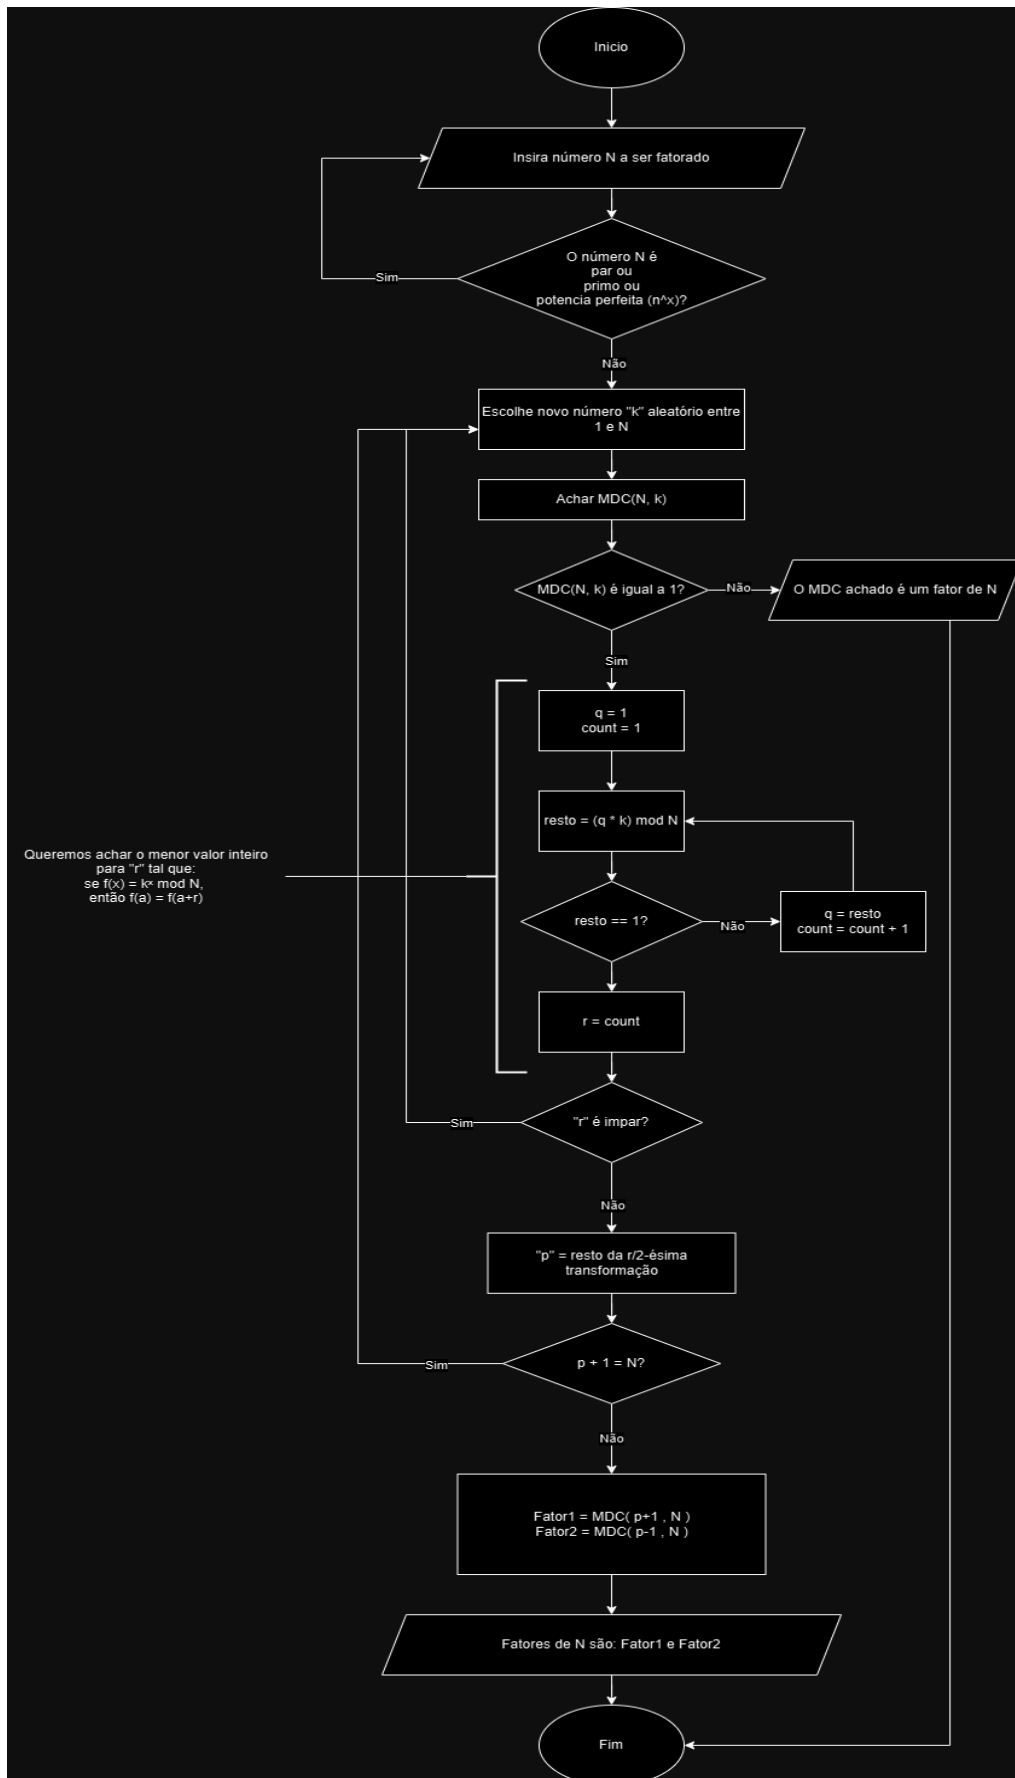 Inicio
Insira número N a ser fatorado
O número N é
par ou
primo ou
potencia perfeita (n^x)?
Sim
Não
Escolhe novo número "k" aleatório entre
1 e N
Achar MDC(N, k)
MDC(N, k) é igual a 1?
Não
O MDC achado é um fator de N
Sim
q = 1
count = 1
resto = (q * k) mod N
Queremos achar o menor valor inteiro
para "r" tal que:
se f(x) = kˣ mod N,
então f(a) = f(a+r)
resto == 1?
Não
q = resto
count = count + 1
r = count
"r" é impar?
Sim
Não
"p" = resto da r/2-ésima
transformação
p + 1 = N?
Sim
Não
Fator1 = MDC( p+1 , N )
Fator2 = MDC( p-1 , N )
Fatores de N são: Fator1 e Fator2
Fim